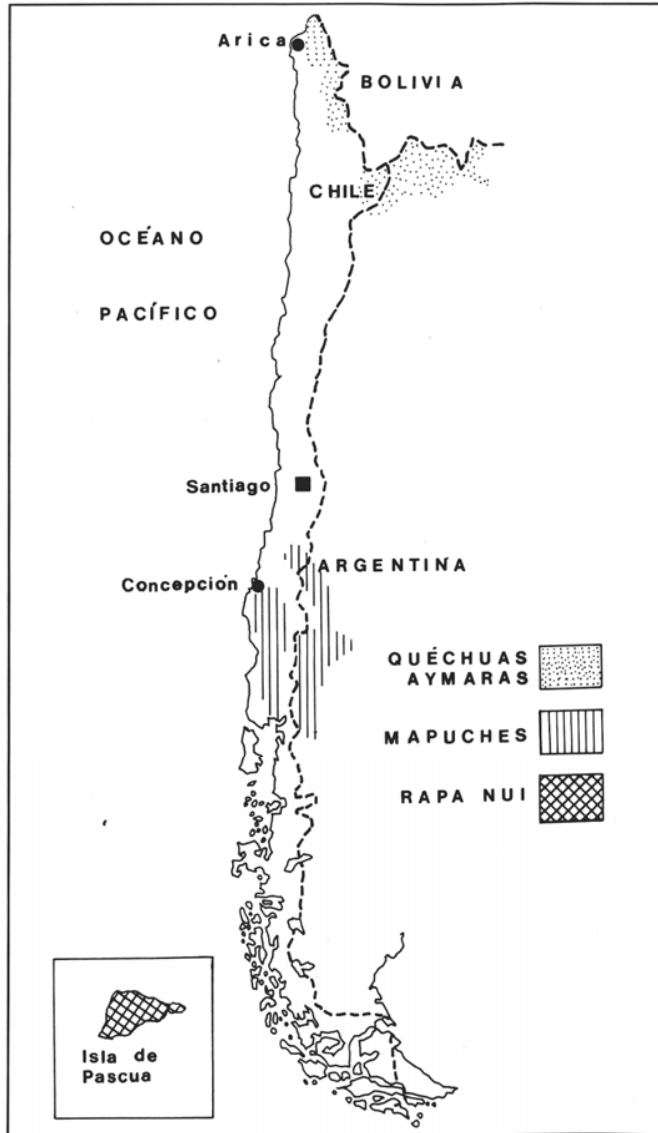 Arica
BOLIVIA
CHILE
OCÉANO
PACÍFICO
Santiago
ARGENTINA
Concepción
QUÉCHUAS
AYMARAS
MAPUCHES
RAPA NUI
Isla de
Pascua